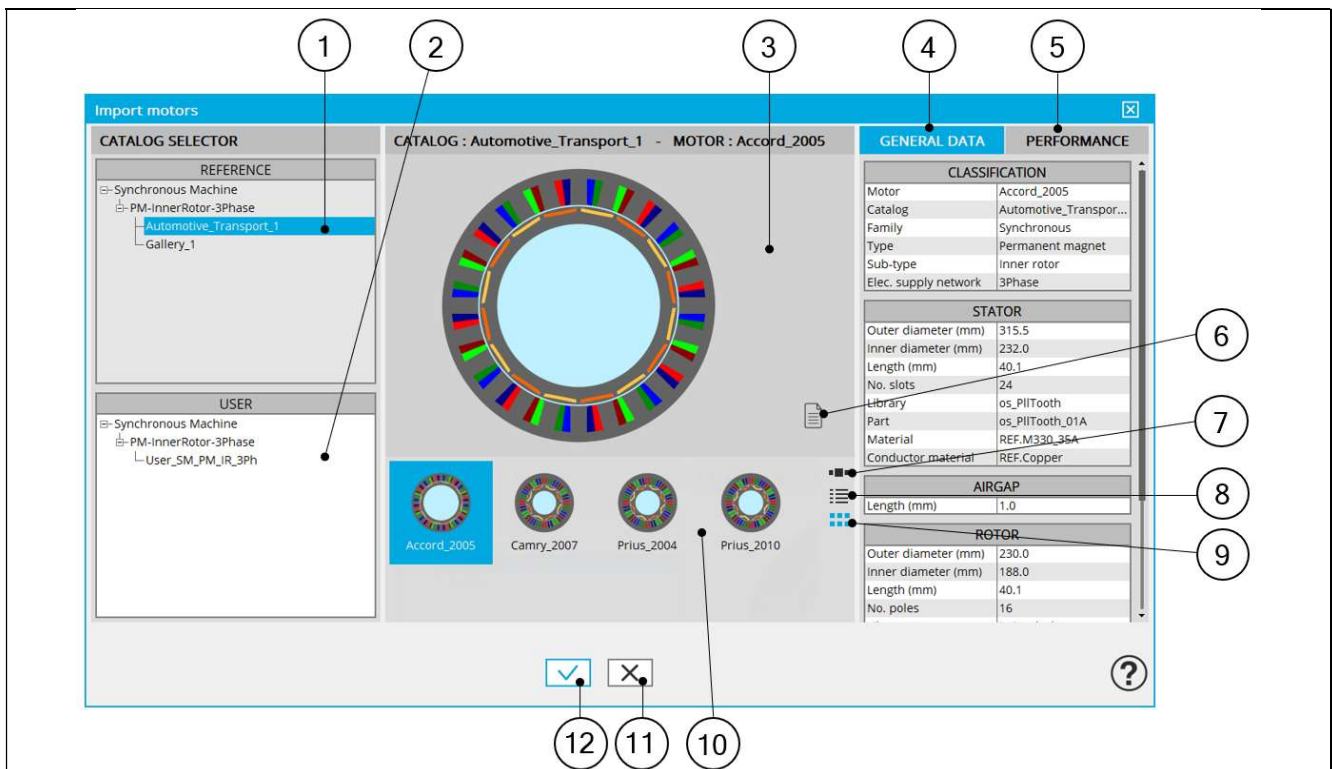 1
2
3
4
5
Import motors
CATALOG SELECTOR
REFERENCE
Synchronous Machine
PM-InnerRotor-3Phase
Automotive_Transport_1
Gallery_1
USER
Synchronous Machine
PM-InnerRotor-3Phase
User_SM_PM_IR_3Ph
CATALOG : Automotive_Transport_1 - MOTOR : Accord_2005
Accord_2005
Camry_2007
Prius_2004
Prius_2010
GENERAL DATA PERFORMANCE
CLASSIFICATION
Motor Accord_2005
Catalog Automotive_Transpor...
Family Synchronous
Type Permanent magnet
Sub-type Inner rotor
Elec. supply network 3Phase
STATOR
Outer diameter (mm) 315.5
Inner diameter (mm) 232.0
Length (mm) 40.1
No. slots 24
Library os_PllTooth
Part os_PllTooth_01A
Material REF.M330_35A
Conductor material REF.Copper
AIRGAP
Length (mm) 1.0
ROTOR
Outer diameter (mm) 230.0
Inner diameter (mm) 188.0
Length (mm) 40.1
No. poles 16
6
7
8
9
?
12
11
10